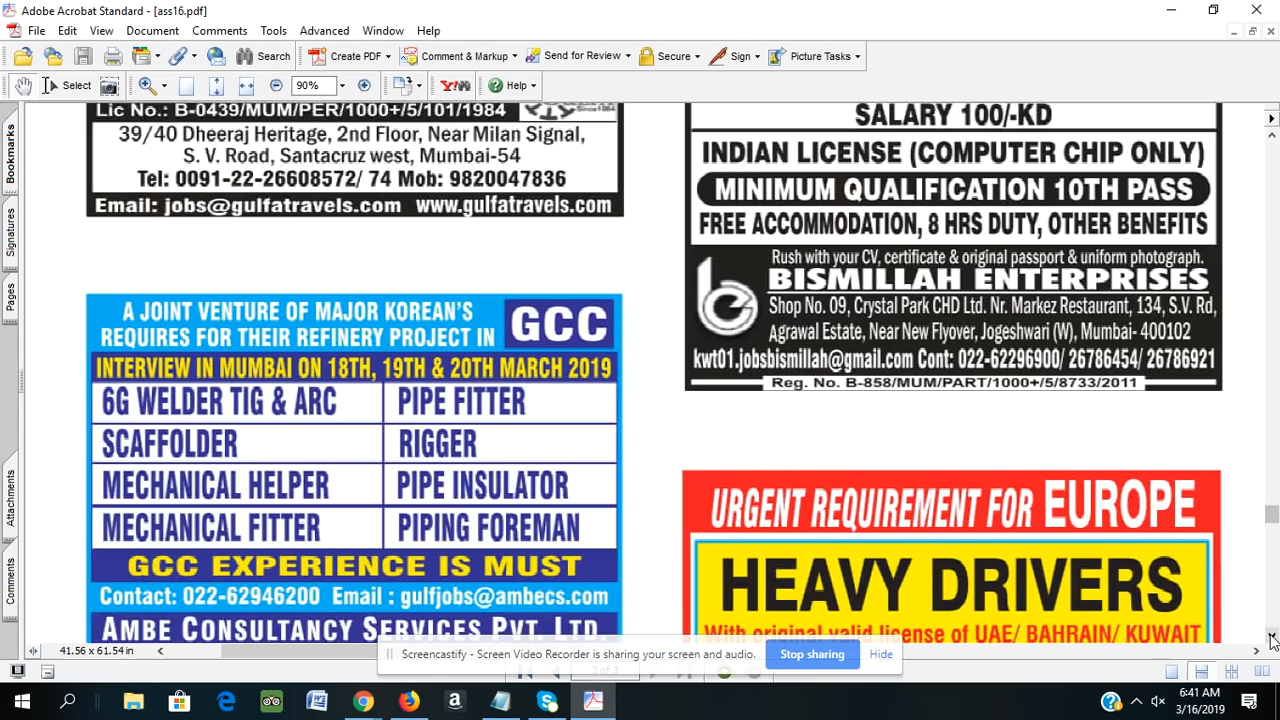 Adobe Acrobat Standard - [ass16.pdf]
File Edit View Document Comments Tools Advanced Window Help
Search Create PDF Comment & Markup Send for Review Secure Sign Picture Tasks
Select 90% Y! Help
Bookmarks
Signatures
Pages
Attachments
Comments
Lic No.: B-0439/MUM/PER/1000+/5/101/1984
Since 1984
39/40 Dheeraj Heritage, 2nd Floor, Near Milan Signal,
S. V. Road, Santacruz west, Mumbai-54
Tel: 0091-22-26608572/ 74 Mob: 9820047836
Email: jobs@gulfatravels.com www.gulfatravels.com
A JOINT VENTURE OF MAJOR KOREAN'S
REQUIRES FOR THEIR REFINERY PROJECT IN GCC
INTERVIEW IN MUMBAI ON 18TH, 19TH & 20TH MARCH 2019
6G WELDER TIG & ARC PIPE FITTER
SCAFFOLDER RIGGER
MECHANICAL HELPER PIPE INSULATOR
MECHANICAL FITTER PIPING FOREMAN
GCC EXPERIENCE IS MUST
Contact: 022-62946200 Email : gulfjobs@ambecs.com
AMBE CONSULTANCY SERVICES PVT. LTD.
SALARY 100/-KD
INDIAN LICENSE (COMPUTER CHIP ONLY)
MINIMUM QUALIFICATION 10TH PASS
FREE ACCOMMODATION, 8 HRS DUTY, OTHER BENEFITS
Rush with your CV, certificate & original passport & uniform photograph.
BISMILLAH ENTERPRISES
Shop No. 09, Crystal Park CHD Ltd. Nr. Markez Restaurant, 134, S.V. Rd,
Agrawal Estate, Near New Flyover, Jogeshwari (W), Mumbai- 400102
kwt01.jobsbismillah@gmail.com Cont: 022-62296900/ 26786454/ 26786921
Reg. No. B-858/MUM/PART/1000+/5/8733/2011
URGENT REQUIREMENT FOR EUROPE
HEAVY DRIVERS
With original valid license of UAE/ BAHRAIN/ KUWAIT
41.56 x 61.54 in
Screencastify - Screen Video Recorder is sharing your screen and audio. Stop sharing Hide
3 of 3
6:41 AM
3/16/2019